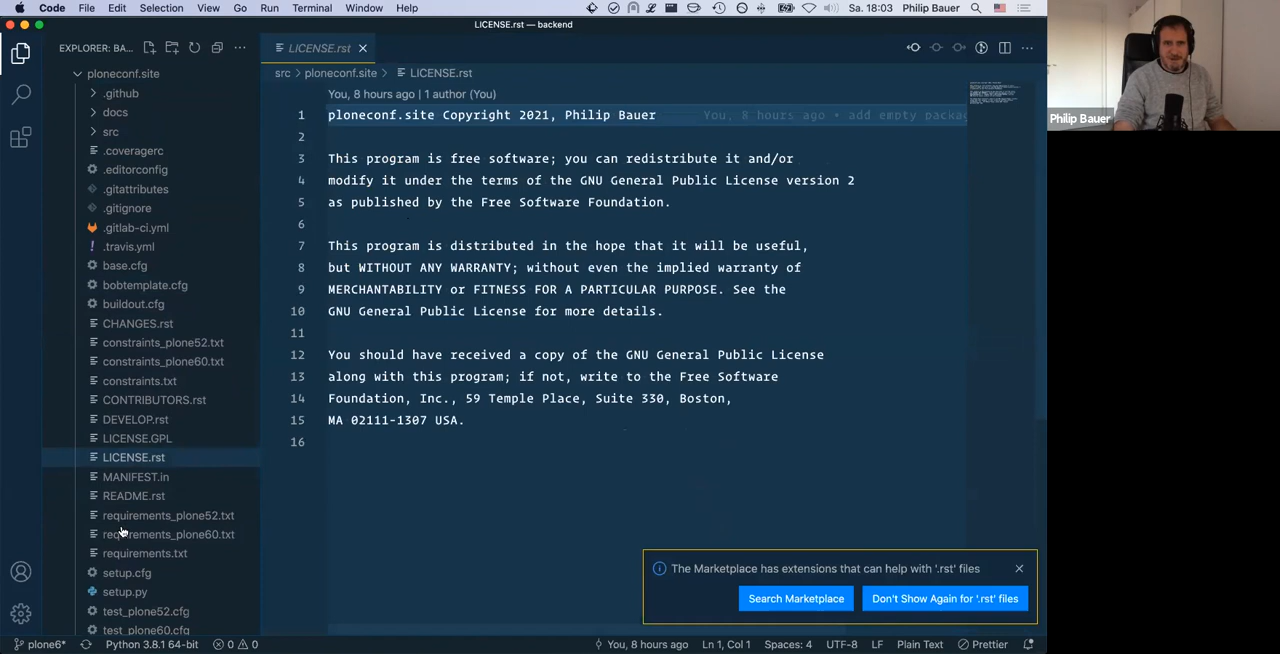 Code File Edit Selection View Go Run Terminal Window Help
Sa. 18:03 Philip Bauer
LICENSE.rst — backend
EXPLORER: BA...
LICENSE.rst
ploneconf.site
.github
docs
src
.coveragerc
.editorconfig
.gitattributes
.gitignore
.gitlab-ci.yml
.travis.yml
base.cfg
bobtemplate.cfg
buildout.cfg
CHANGES.rst
constraints_plone52.txt
constraints_plone60.txt
constraints.txt
CONTRIBUTORS.rst
DEVELOP.rst
LICENSE.GPL
LICENSE.rst
MANIFEST.in
README.rst
requirements_plone52.txt
requirements_plone60.txt
requirements.txt
setup.cfg
setup.py
test_plone52.cfg
test_plone60.cfg
src > ploneconf.site > LICENSE.rst
You, 8 hours ago | 1 author (You)
1 ploneconf.site Copyright 2021, Philip Bauer You, 8 hours ago • add empty packag
2
3 This program is free software; you can redistribute it and/or
4 modify it under the terms of the GNU General Public License version 2
5 as published by the Free Software Foundation.
6
7 This program is distributed in the hope that it will be useful,
8 but WITHOUT ANY WARRANTY; without even the implied warranty of
9 MERCHANTABILITY or FITNESS FOR A PARTICULAR PURPOSE. See the
10 GNU General Public License for more details.
11
12 You should have received a copy of the GNU General Public License
13 along with this program; if not, write to the Free Software
14 Foundation, Inc., 59 Temple Place, Suite 330, Boston,
15 MA 02111-1307 USA.
16
The Marketplace has extensions that can help with '.rst' files
Search Marketplace
Don't Show Again for '.rst' files
plone6* Python 3.8.1 64-bit 0 0 You, 8 hours ago Ln 1, Col 1 Spaces: 4 UTF-8 LF Plain Text Prettier
Philip Bauer